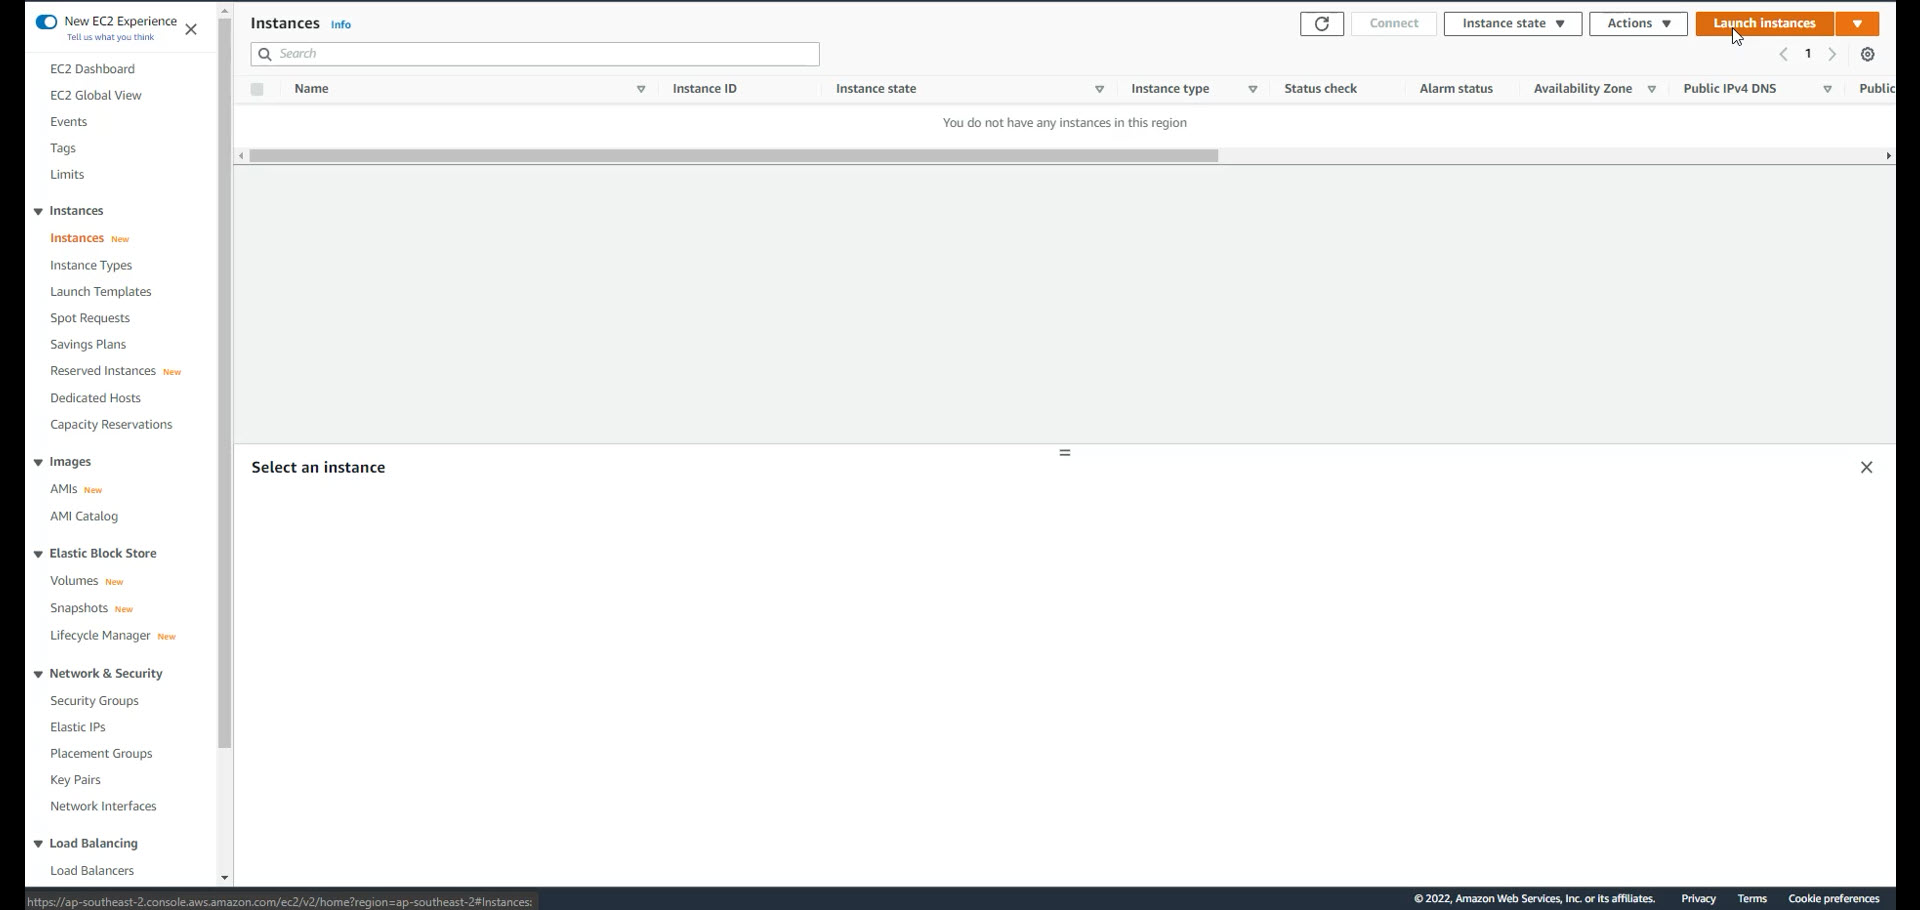 New EC2 Experience
Tell us what you think
EC2 Dashboard
EC2 Global View
Events
Tags
Limits
Instances
Instances New
Instance Types
Launch Templates
Spot Requests
Savings Plans
Reserved Instances New
Dedicated Hosts
Capacity Reservations
Images
AMIs New
AMI Catalog
Elastic Block Store
Volumes New
Snapshots New
Lifecycle Manager New
Network & Security
Security Groups
Elastic IPs
Placement Groups
Key Pairs
Network Interfaces
Load Balancing
Load Balancers
Instances Info
Connect Instance state Actions Launch instances
Search
1
Name Instance ID Instance state Instance type Status check Alarm status Availability Zone Public IPv4 DNS Public
You do not have any instances in this region
Select an instance
https://ap-southeast-2.console.aws.amazon.com/ec2/v2/home?region=ap-southeast-2#Instances:
© 2022, Amazon Web Services, Inc. or its affiliates. Privacy Terms Cookie preferences